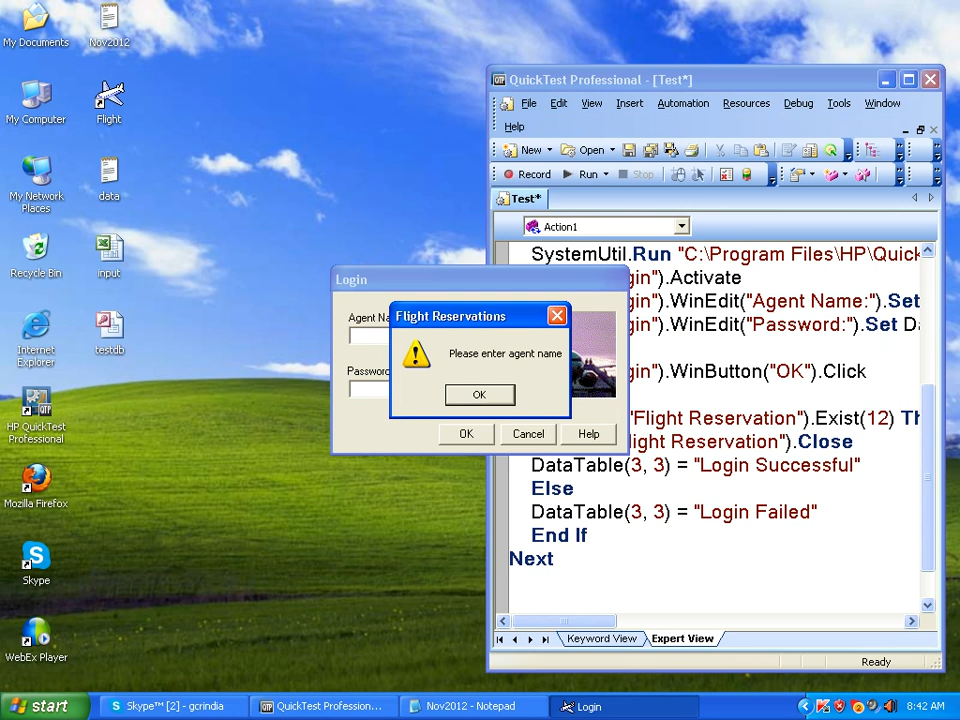 My Documents
Nov2012
My Computer
Flight
My Network
Places
data
Recycle Bin
input
Internet
Explorer
testdb
HP QuickTest
Professional
Mozilla Firefox
Skype
WebEx Player
QuickTest Professional - [Test*]
File Edit View Insert Automation Resources Debug Tools Window
Help
New Open
Record Run Stop
Test*
Action1
SystemUtil.Run "C:\Program Files\HP\Quick
gin").Activate
gin").WinEdit("Agent Name:").Set
gin").WinEdit("Password:").Set Da
gin").WinButton("OK").Click
"Flight Reservation").Exist(12) Th
light Reservation").Close
DataTable(3, 3) = "Login Successful"
Else
DataTable(3, 3) = "Login Failed"
End If
Next
Keyword View Expert View
Ready
Login
Agent Na
Password
OK Cancel Help
Flight Reservations
Please enter agent name
OK
start
Skype™ [2] - gcrindia
QuickTest Profession...
Nov2012 - Notepad
Login
8:42 AM